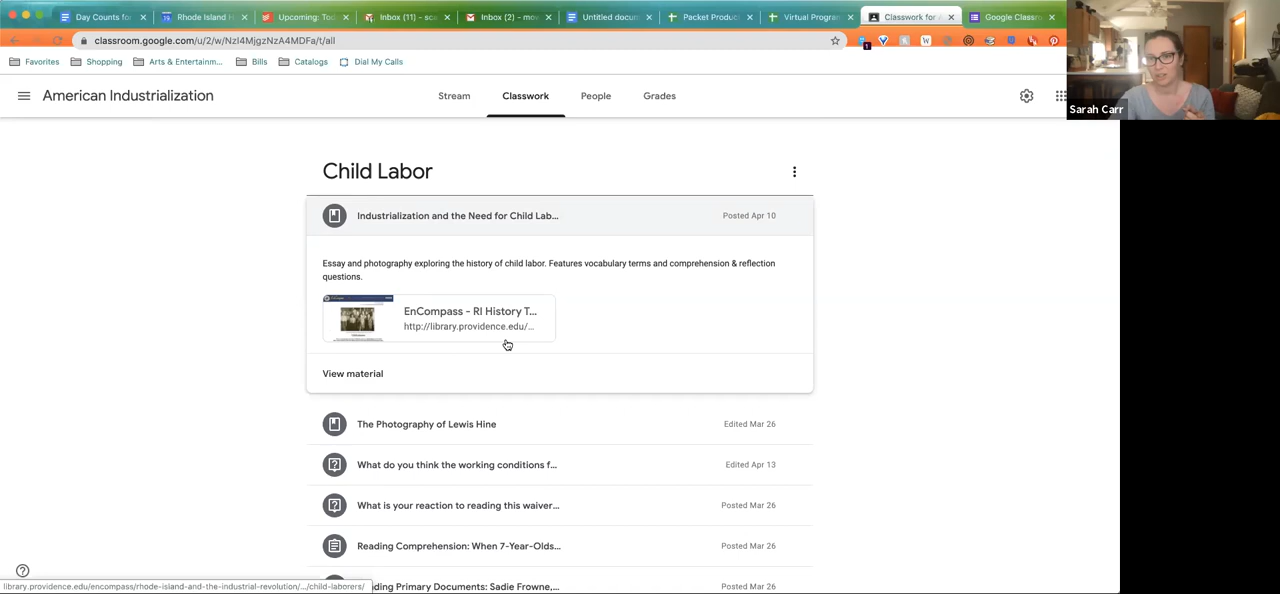 Day Counts for
Rhode Island H
Upcoming: Tod
Inbox (11) - sca
Inbox (2) - mov
Untitled docum
Packet Produc
Virtual Program
Classwork for A
Google Classr
classroom.google.com/u/2/w/NzI4MjgzNzA4MDFa/t/all
Favorites
Shopping
Arts & Entertainm...
Bills
Catalogs
Dial My Calls
American Industrialization
Stream
Classwork
People
Grades
Sarah Carr
Child Labor
Industrialization and the Need for Child Lab...
Posted Apr 10
Essay and photography exploring the history of child labor. Features vocabulary terms and comprehension & reflection
questions.
EnCompass - RI History T...
http://library.providence.edu/...
View material
The Photography of Lewis Hine
Edited Mar 26
What do you think the working conditions f...
Edited Apr 13
What is your reaction to reading this waiver...
Posted Mar 26
Reading Comprehension: When 7-Year-Olds...
Posted Mar 26
ding Primary Documents: Sadie Frowne,...
Posted Mar 26
library.providence.edu/encompass/rhode-island-and-the-industrial-revolution/.../child-laborers/